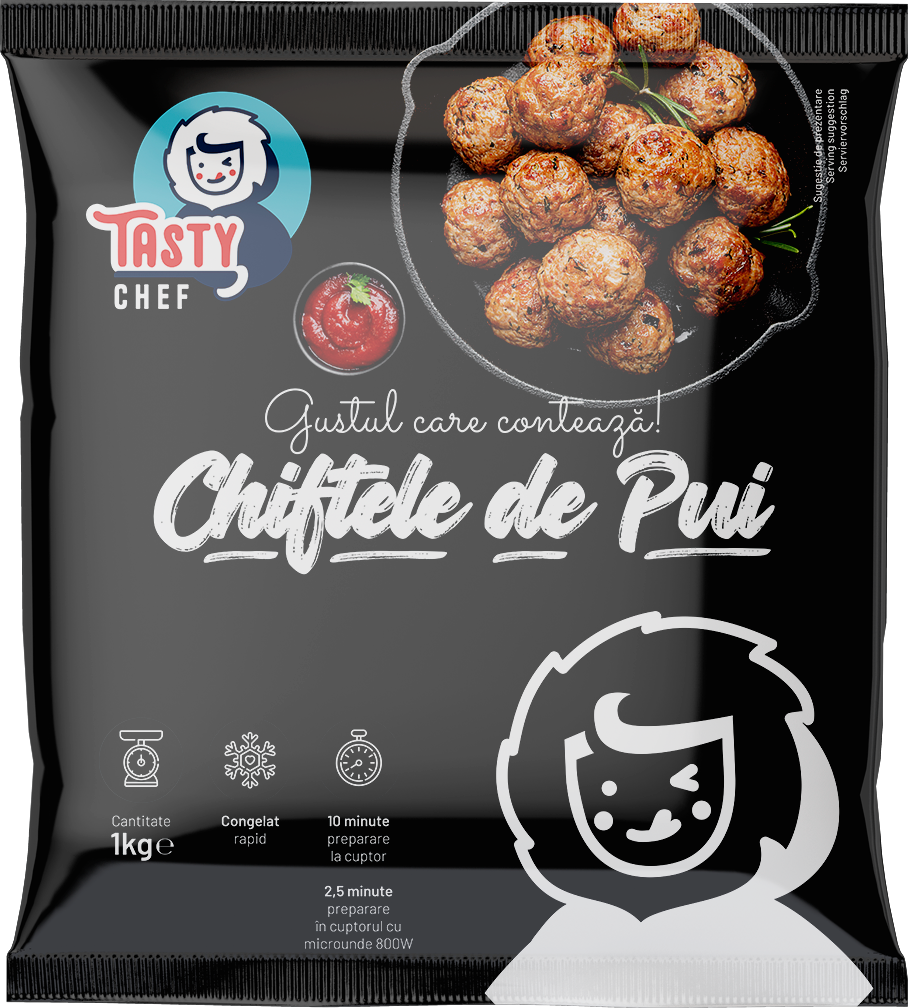 Sugestie de prezentare
Serving suggestion
Serviervorschlag
TASTY
CHEF
Gustul care contează!
Chiftele de Pui
Cantitate
1kg ℮
Congelat
rapid
10 minute
preparare
la cuptor
2,5 minute
preparare
în cuptorul cu
microunde 800W